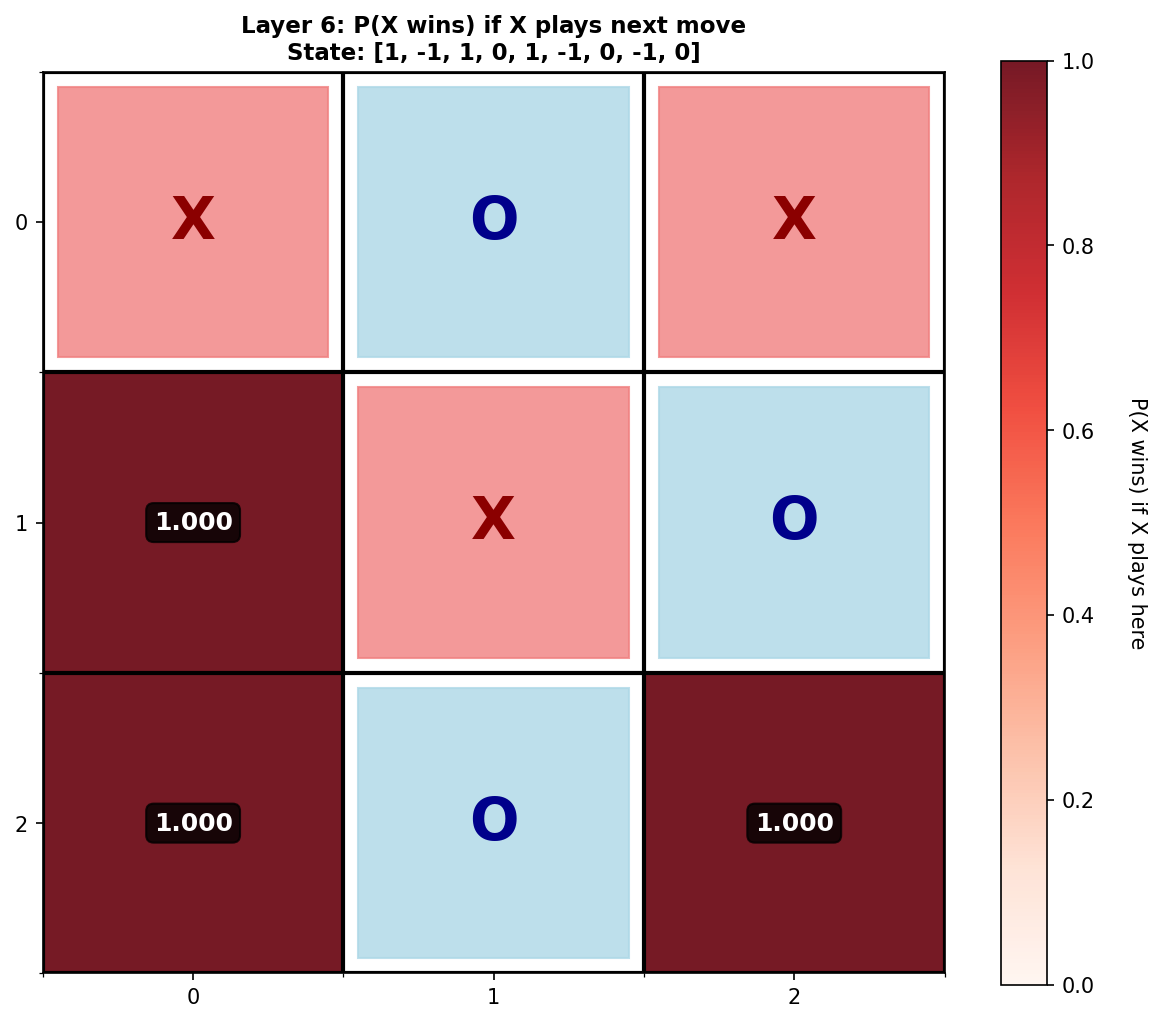 Layer 6: P(X wins) if X plays next move
State: [1, -1, 1, 0, 1, -1, 0, -1, 0]
X
O
X
1.000
X
O
1.000
O
1.000
0
1
2
0
1
2
1.0
0.8
0.6
0.4
0.2
0.0
P(X wins) if X plays here